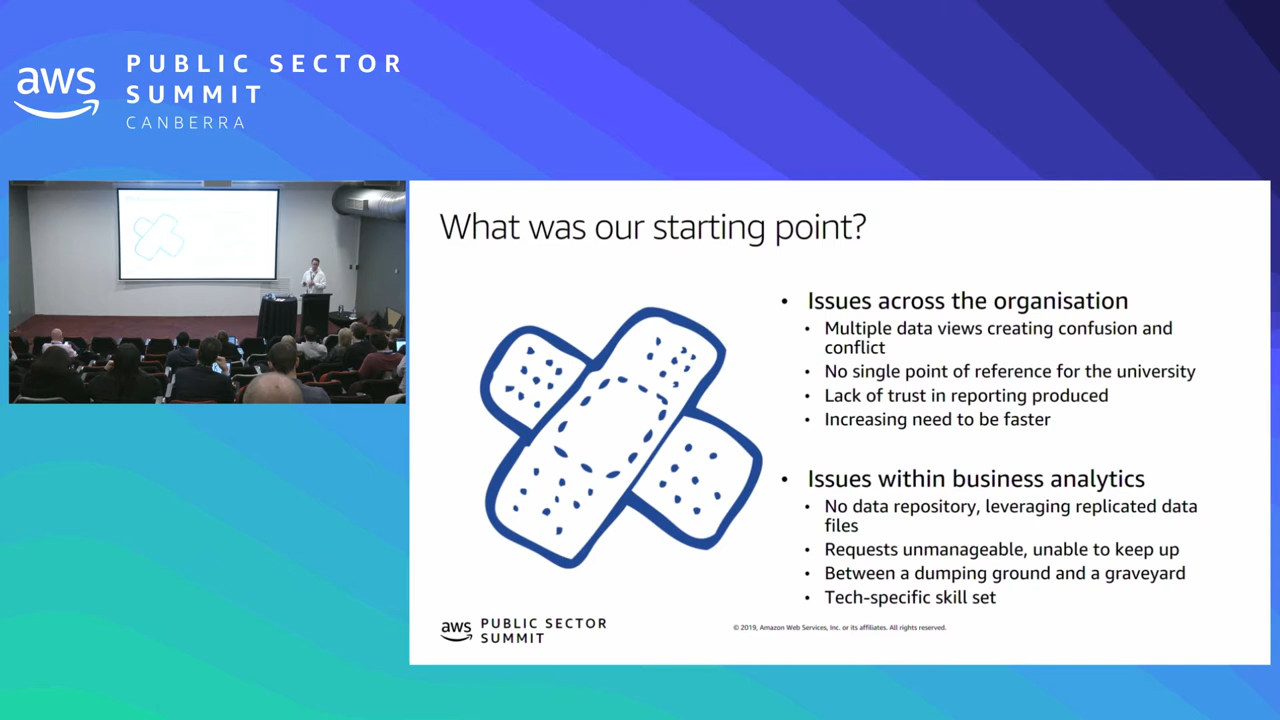 aws
PUBLIC SECTOR
SUMMIT
CANBERRA
What was our starting point?
• Issues across the organisation
• Multiple data views creating confusion and
conflict
• No single point of reference for the university
• Lack of trust in reporting produced
• Increasing need to be faster
• Issues within business analytics
• No data repository, leveraging replicated data
files
• Requests unmanageable, unable to keep up
• Between a dumping ground and a graveyard
• Tech-specific skill set
aws
PUBLIC SECTOR
SUMMIT
© 2019, Amazon Web Services, Inc. or its affiliates. All rights reserved.